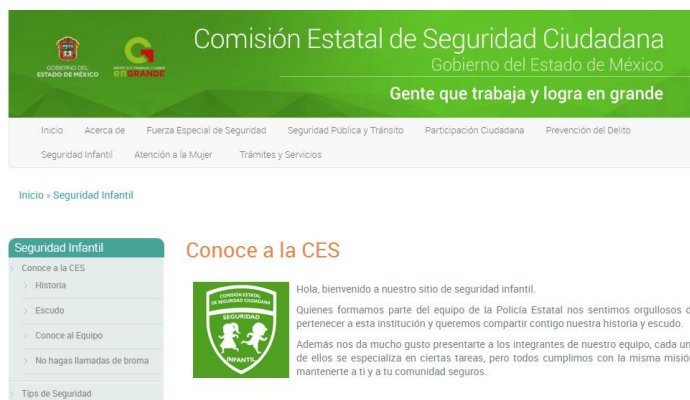 Comisión Estatal de Seguridad Ciudadana
Gobierno del Estado de México
GOBIERNO DEL
ESTADO DE MÉXICO
enGRANDE
Gente que trabaja y logra en grande
Inicio Acerca de Fuerza Especial de Seguridad Seguridad Pública y Tránsito Participación Ciudadana Prevención del Delito
Seguridad Infantil Atención a la Mujer Trámites y Servicios
Inicio » Seguridad Infantil
Seguridad Infantil
> Conoce a la CES
> Historia
> Escudo
> Conoce al Equipo
> No hagas llamadas de broma
> Tips de Seguridad
Conoce a la CES
COMISIÓN ESTATAL
DE SEGURIDAD CIUDADANA
SEGURIDAD
INFANTIL
Hola, bienvenido a nuestro sitio de seguridad infantil.
Quienes formamos parte del equipo de la Policía Estatal nos sentimos orgullosos d
pertenecer a esta institución y queremos compartir contigo nuestra historia y escudo.
Además nos da mucho gusto presentarte a los integrantes de nuestro equipo, cada un
de ellos se especializa en ciertas tareas, pero todos cumplimos con la misma misió
mantenerte a ti y a tu comunidad seguros.